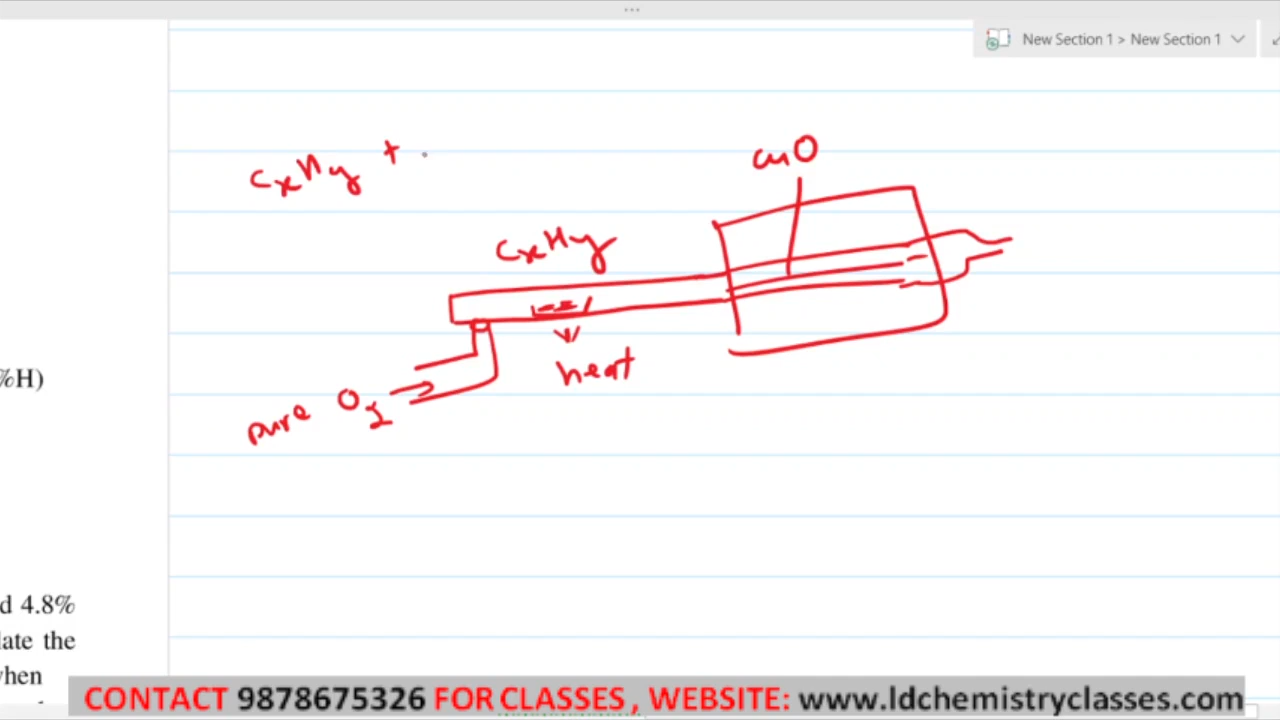 New Section 1 > New Section 1
CxHy +
CuO
CxHy
heat
pure O2
%H)
d 4.8%
late the
when
CONTACT 9878675326 FOR CLASSES , WEBSITE: www.ldchemistryclasses.com